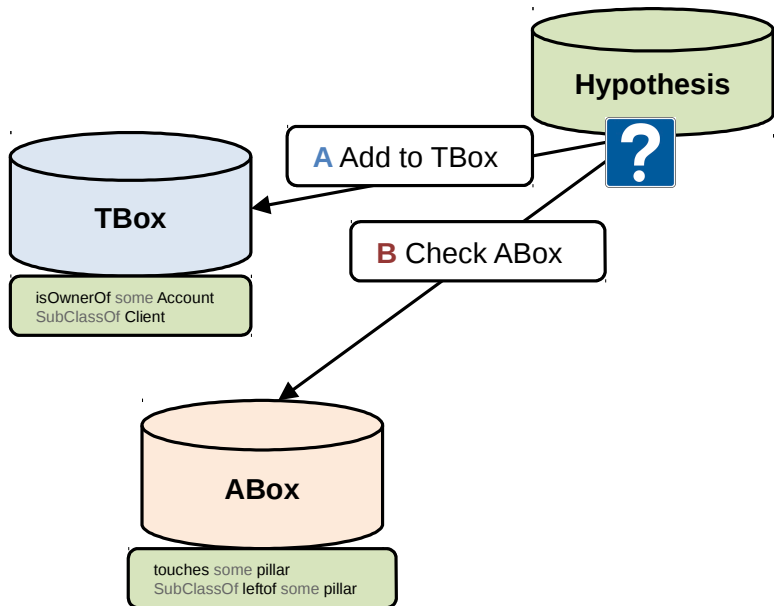 Hypothesis
?
A Add to TBox
TBox
B Check ABox
isOwnerOf some Account
SubClassOf Client
ABox
touches some pillar
SubClassOf leftof some pillar